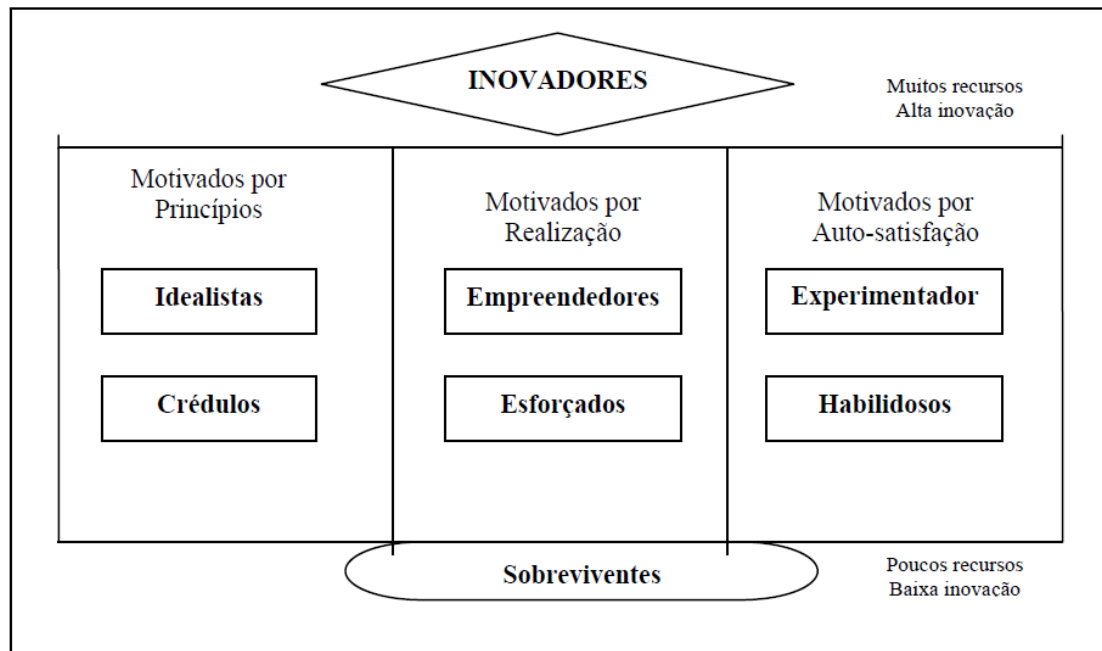 INOVADORES
Muitos recursos
Alta inovação
Motivados por
Princípios
Motivados por
Realização
Motivados por
Auto-satisfação
Idealistas
Empreendedores
Experimentador
Crédulos
Esforçados
Habilidosos
Sobreviventes
Poucos recursos
Baixa inovação